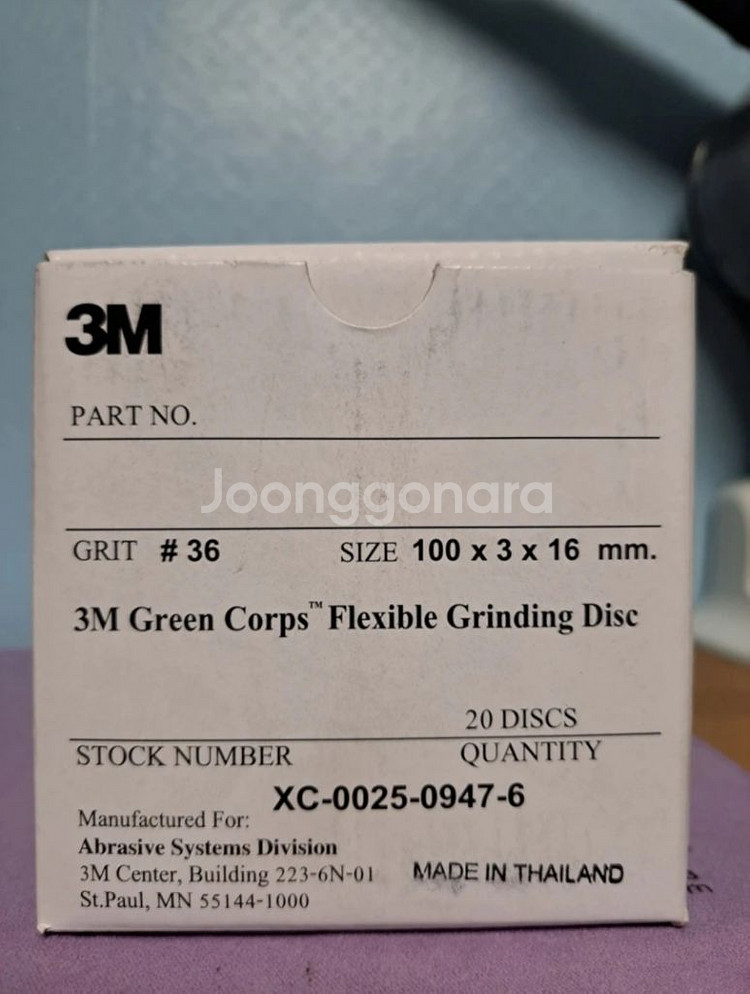 3M
PART NO.
Joonggonara
GRIT # 36 SIZE 100 x 3 x 16 mm.
3M Green Corps™ Flexible Grinding Disc
20 DISCS
STOCK NUMBER QUANTITY
XC-0025-0947-6
Manufactured For:
Abrasive Systems Division
3M Center, Building 223-6N-01 MADE IN THAILAND
St.Paul, MN 55144-1000